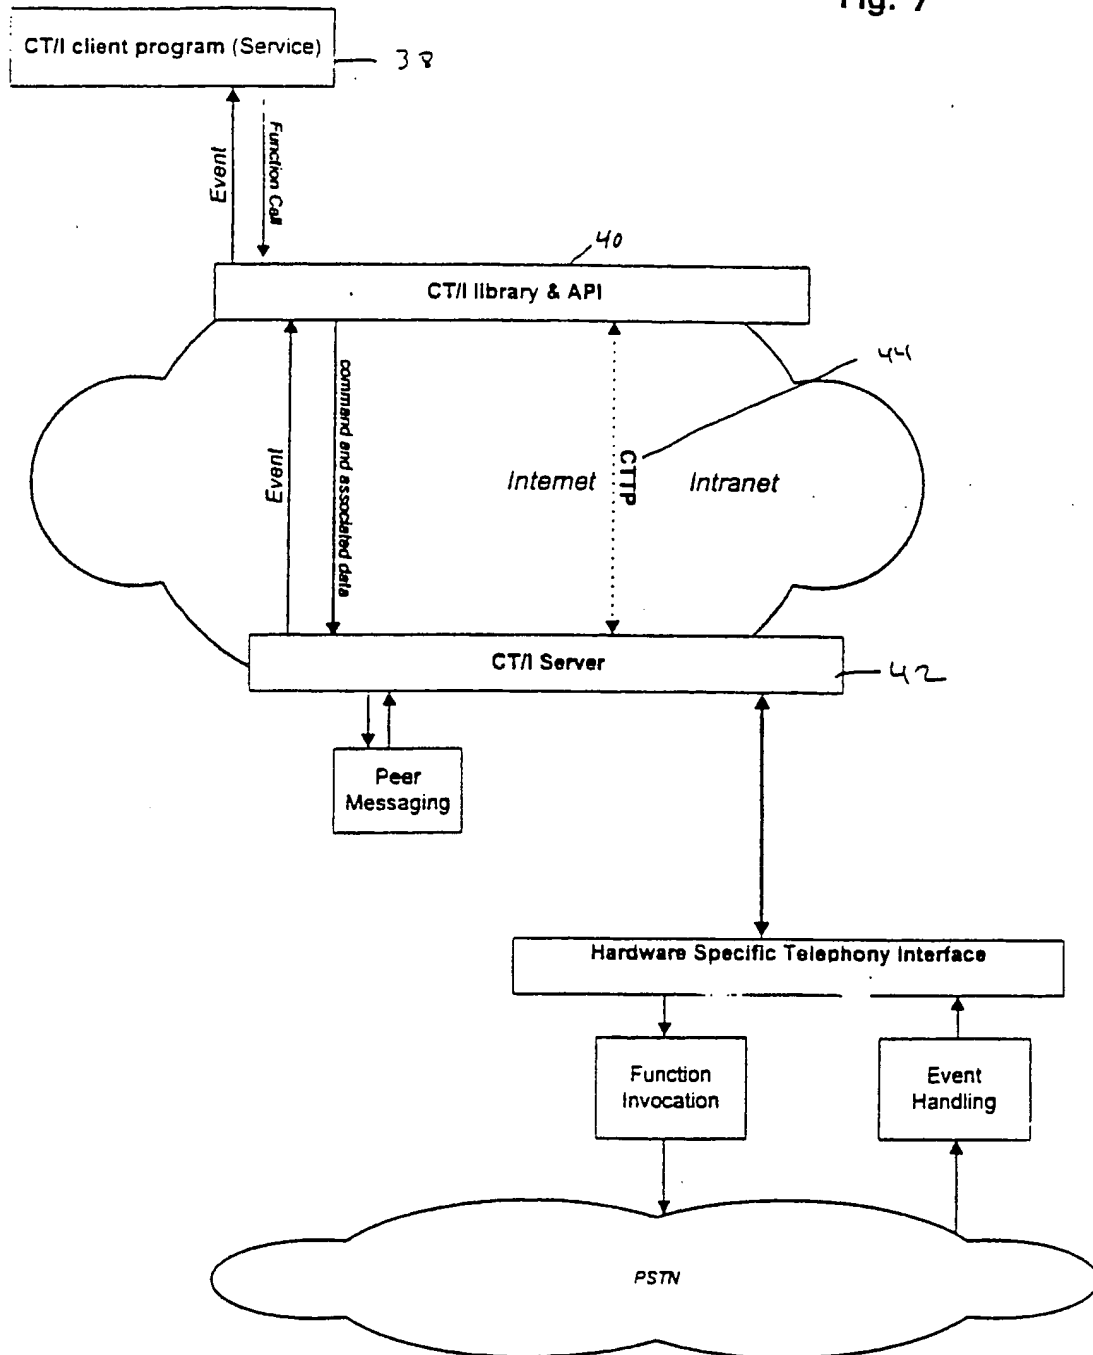 Fig. 7
CT/I client program (Service)
38
Event
Function Call
40
CT/I library & API
44
command and associated data
Event
Internet
CTTP
Intranet
CT/I Server
42
Peer
Messaging
Hardware Specific Telephony Interface
Function
Invocation
Event
Handling
PSTN